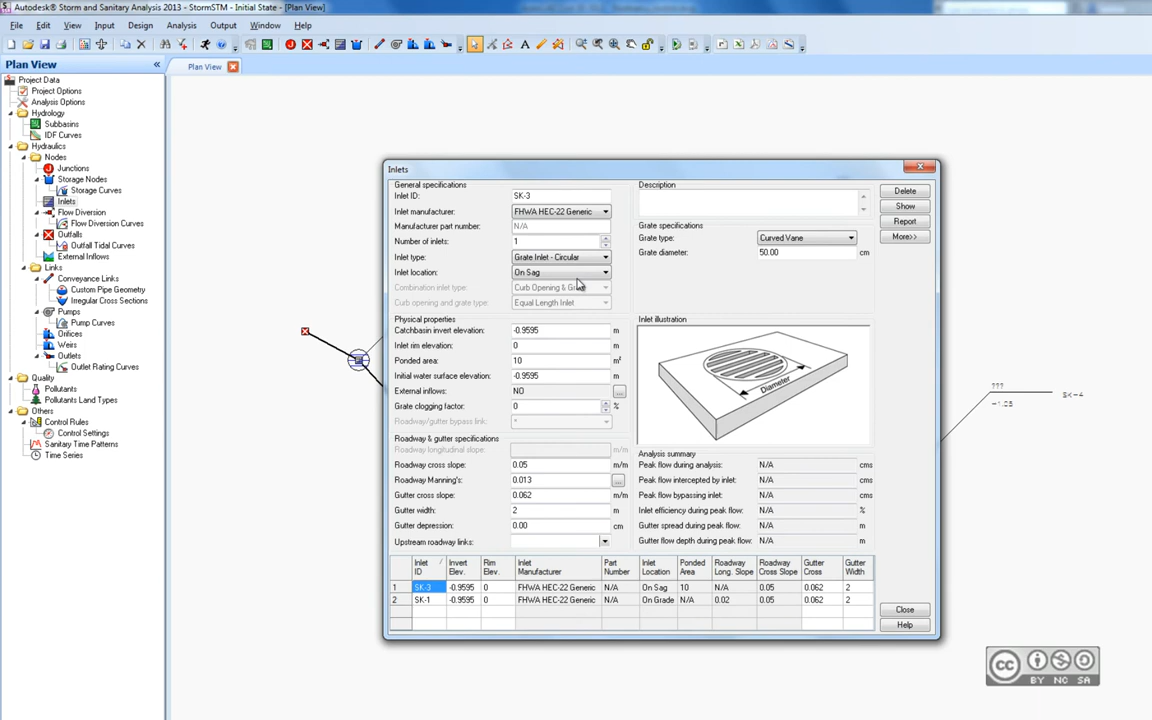 Autodesk® Storm and Sanitary Analysis 2013 - StormSTM - Initial State - [Plan View]
File Edit View Input Design Analysis Output Window Help
Plan View «
Plan View
Project Data
Project Options
Analysis Options
Hydrology
Subbasins
IDF Curves
Hydraulics
Nodes
Junctions
Storage Nodes
Storage Curves
Inlets
Flow Diversion
Flow Diversion Curves
Outfalls
Outfall Tidal Curves
External Inflows
Links
Conveyance Links
Custom Pipe Geometry
Irregular Cross Sections
Pumps
Pump Curves
Orifices
Weirs
Outlets
Outlet Rating Curves
Quality
Pollutants
Pollutants Land Types
Others
Control Rules
Control Settings
Sanitary Time Patterns
Time Series
Inlets
General specifications
Inlet ID: SK-3
Inlet manufacturer: FHWA HEC-22 Generic
Manufacturer part number: N/A
Number of inlets: 1
Inlet type: Grate Inlet - Circular
Inlet location: On Sag
Combination inlet type: Curb Opening & Gr
Curb opening and grate type: Equal Length Inlet
Physical properties
Catchbasin invert elevation: -0.9595 m
Inlet rim elevation: 0 m
Ponded area: 10 m²
Initial water surface elevation: -0.9595 m
External inflows: NO ...
Grate clogging factor: 0 %
Roadway/gutter bypass link: *
Roadway & gutter specifications
Roadway longitudinal slope: m/m
Roadway cross slope: 0.05 m/m
Roadway Manning's: 0.013 ...
Gutter cross slope: 0.062 m/m
Gutter width: 2 m
Gutter depression: 0.00 cm
Upstream roadway links:
Description
Grate specifications
Grate type: Curved Vane
Grate diameter: 50.00 cm
Inlet illustration
Diameter
Analysis summary
Peak flow during analysis: N/A cms
Peak flow intercepted by inlet: N/A cms
Peak flow bypassing inlet: N/A cms
Inlet efficiency during peak flow: N/A %
Gutter spread during peak flow: N/A m
Gutter flow depth during peak flow: N/A m
Delete
Show
Report
More>>
Inlet ID Invert Elev. Rim Elev. Inlet Manufacturer Part Number Inlet Location Ponded Area Roadway Long. Slope Roadway Cross Slope Gutter Cross Gutter Width
1 SK-3 -0.9595 0 FHWA HEC-22 Generic N/A On Sag 10 N/A 0.05 0.062 2
2 SK-1 -0.9595 0 FHWA HEC-22 Generic N/A On Grade N/A 0.02 0.05 0.062 2
Close
Help
???
-1.25
SK-4
cc
BY NC SA